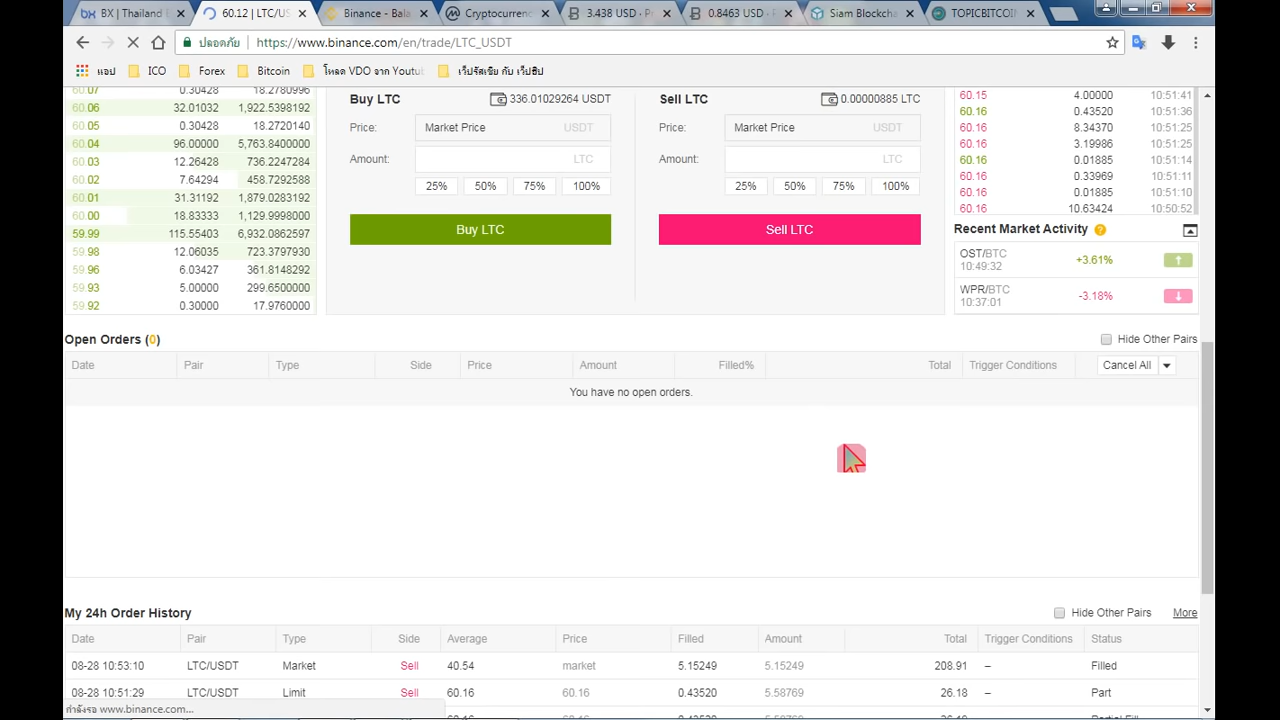 BX | Thailand I
60.12 | LTC/US
Binance - Bala
Cryptocurrenc
3.438 USD · Po
0.8463 USD ·
Siam Blockcha
TOPICBITCOI
ปลอดภัย https://www.binance.com/en/trade/LTC_USDT
แอป ICO Forex Bitcoin โหลด VDO จาก Youtut เว็ปรัสเซีย กับ เว็ปซิป
60.07 0.30428 18.2780996
60.06 32.01032 1,922.5398192
60.05 0.30428 18.2720140
60.04 96.00000 5,763.8400000
60.03 12.26428 736.2247284
60.02 7.64294 458.7292588
60.01 31.31192 1,879.0283192
60.00 18.83333 1,129.9998000
59.99 115.55403 6,932.0862597
59.98 12.06035 723.3797930
59.96 6.03427 361.8148292
59.93 5.00000 299.6500000
59.92 0.30000 17.9760000
Buy LTC 336.01029264 USDT
Price: Market Price USDT
Amount: LTC
25% 50% 75% 100%
Buy LTC
Sell LTC 0.00000885 LTC
Price: Market Price USDT
Amount: LTC
25% 50% 75% 100%
Sell LTC
60.15 4.00000 10:51:41
60.16 0.43520 10:51:36
60.16 8.34370 10:51:25
60.16 3.19986 10:51:25
60.16 0.01885 10:51:14
60.16 0.33969 10:51:11
60.16 0.01885 10:51:10
60.16 10.63424 10:50:52
Recent Market Activity ?
OST/BTC +3.61%
10:49:32
WPR/BTC -3.18%
10:37:01
Open Orders (0) Hide Other Pairs
Date Pair Type Side Price Amount Filled% Total Trigger Conditions Cancel All
You have no open orders.
My 24h Order History Hide Other Pairs More
Date Pair Type Side Average Price Filled Amount Total Trigger Conditions Status
08-28 10:53:10 LTC/USDT Market Sell 40.54 market 5.15249 5.15249 208.91 – Filled
08-28 10:51:29 LTC/USDT Limit Sell 60.16 60.16 0.43520 5.58769 26.18 – Part
กำลังรอ www.binance.com...